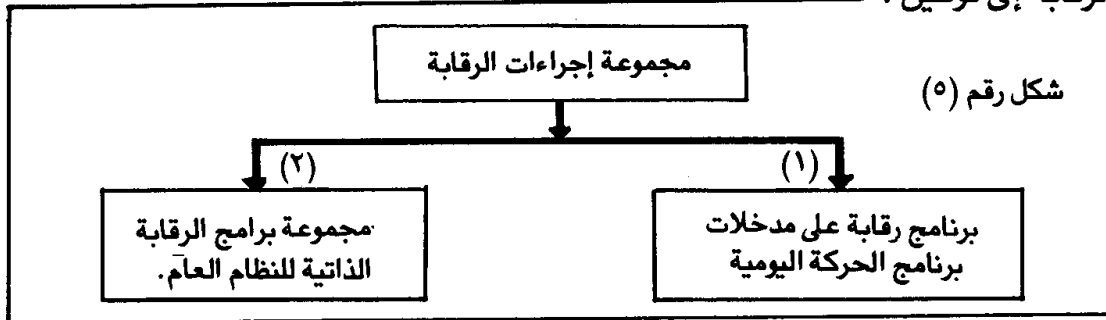 مجموعة إجراءات الرقابة
شكل رقم (٥)
(١)
(٢)
برنامج رقابة على مدخلات
برنامج الحركة اليومية
مجموعة برامج الرقابة
الذاتية للنظام العام.